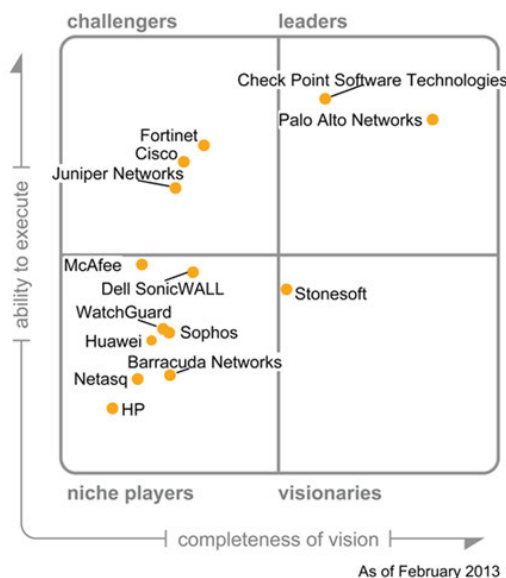 challengers
leaders
Check Point Software Technologies
Palo Alto Networks
Fortinet
Cisco
Juniper Networks
McAfee
Dell SonicWALL
Stonesoft
WatchGuard
Sophos
Huawei
Barracuda Networks
Netasq
HP
niche players
visionaries
ability to execute
completeness of vision
As of February 2013